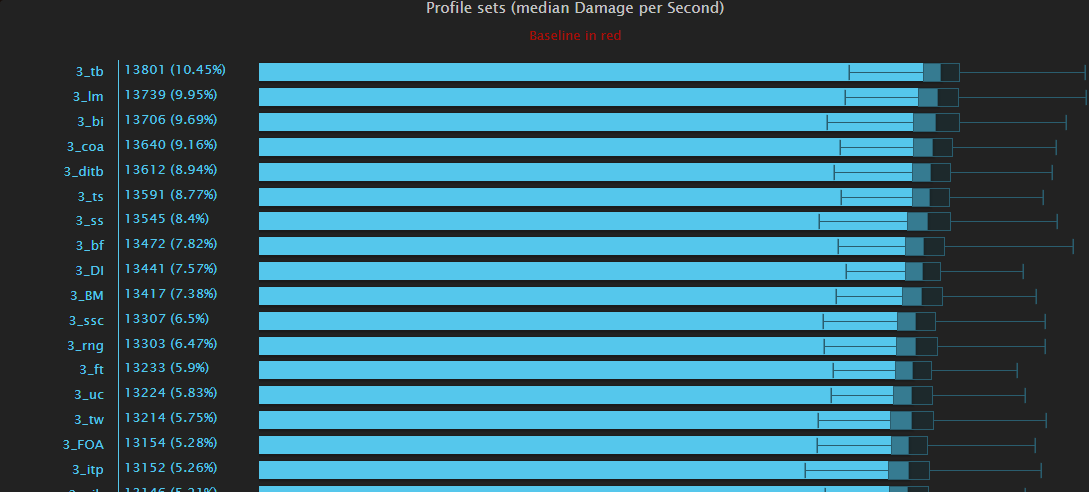 Profile sets (median Damage per Second)
Baseline in red
3_tb 13801 (10.45%)
3_lm 13739 (9.95%)
3_bi 13706 (9.69%)
3_coa 13640 (9.16%)
3_ditb 13612 (8.94%)
3_ts 13591 (8.77%)
3_ss 13545 (8.4%)
3_bf 13472 (7.82%)
3_DI 13441 (7.57%)
3_BM 13417 (7.38%)
3_ssc 13307 (6.5%)
3_rng 13303 (6.47%)
3_ft 13233 (5.9%)
3_uc 13224 (5.83%)
3_tw 13214 (5.75%)
3_FOA 13154 (5.28%)
3_itp 13152 (5.26%)